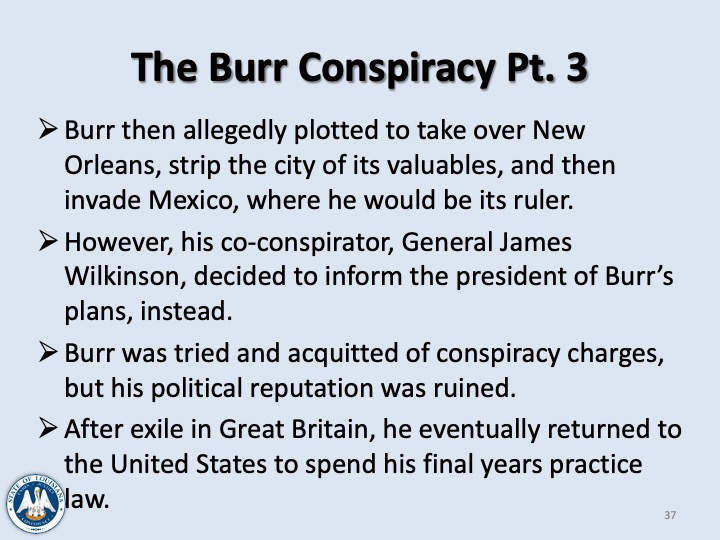 The Burr Conspiracy Pt. 3
➢ Burr then allegedly plotted to take over New
Orleans, strip the city of its valuables, and then
invade Mexico, where he would be its ruler.
➢ However, his co-conspirator, General James
Wilkinson, decided to inform the president of Burr’s
plans, instead.
➢ Burr was tried and acquitted of conspiracy charges,
but his political reputation was ruined.
➢ After exile in Great Britain, he eventually returned to
the United States to spend his final years practice
law.
STATE OF LOUISIANA
CONFIDENCE
37